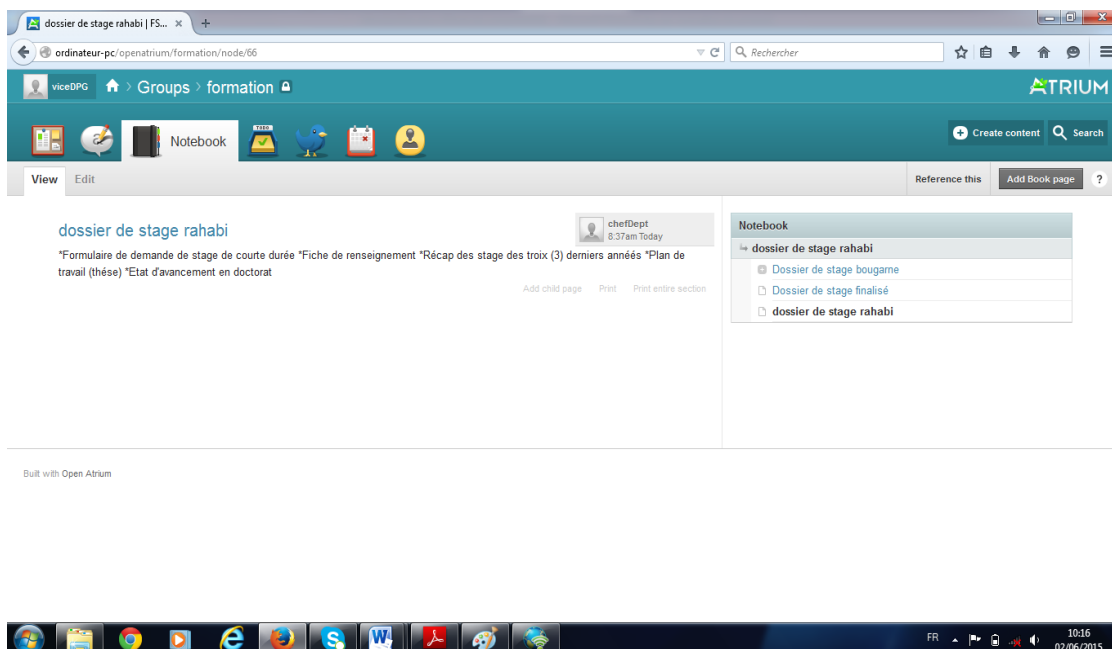 dossier de stage rahabi | FS... × +
ordinateur-pc/openatrium/formation/node/66
Rechercher
viceDPG > Groups > formation
ATRIUM
Notebook
TODO
Create content Search
View Edit
Reference this Add Book page ?
dossier de stage rahabi
chefDept
8:37am Today
*Formulaire de demande de stage de courte durée *Fiche de renseignement *Récap des stage des troix (3) derniers annéés *Plan de
travail (thése) *Etat d'avancement en doctorat
Add child page Print Print entire section
Notebook
dossier de stage rahabi
Dossier de stage bougarne
Dossier de stage finalisé
dossier de stage rahabi
Built with Open Atrium
FR
10:16
02/06/2015